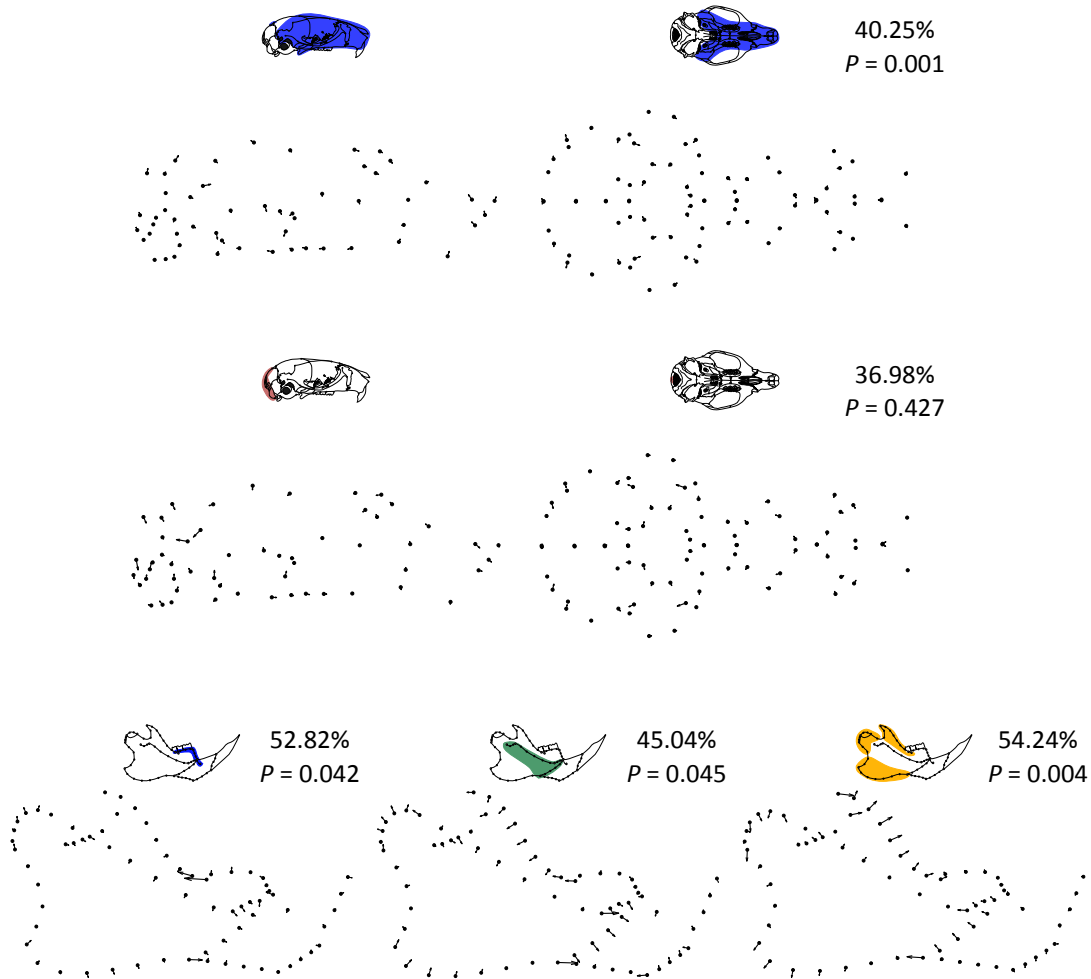 40.25%
P = 0.001
36.98%
P = 0.427
52.82%
P = 0.042
45.04%
P = 0.045
54.24%
P = 0.004